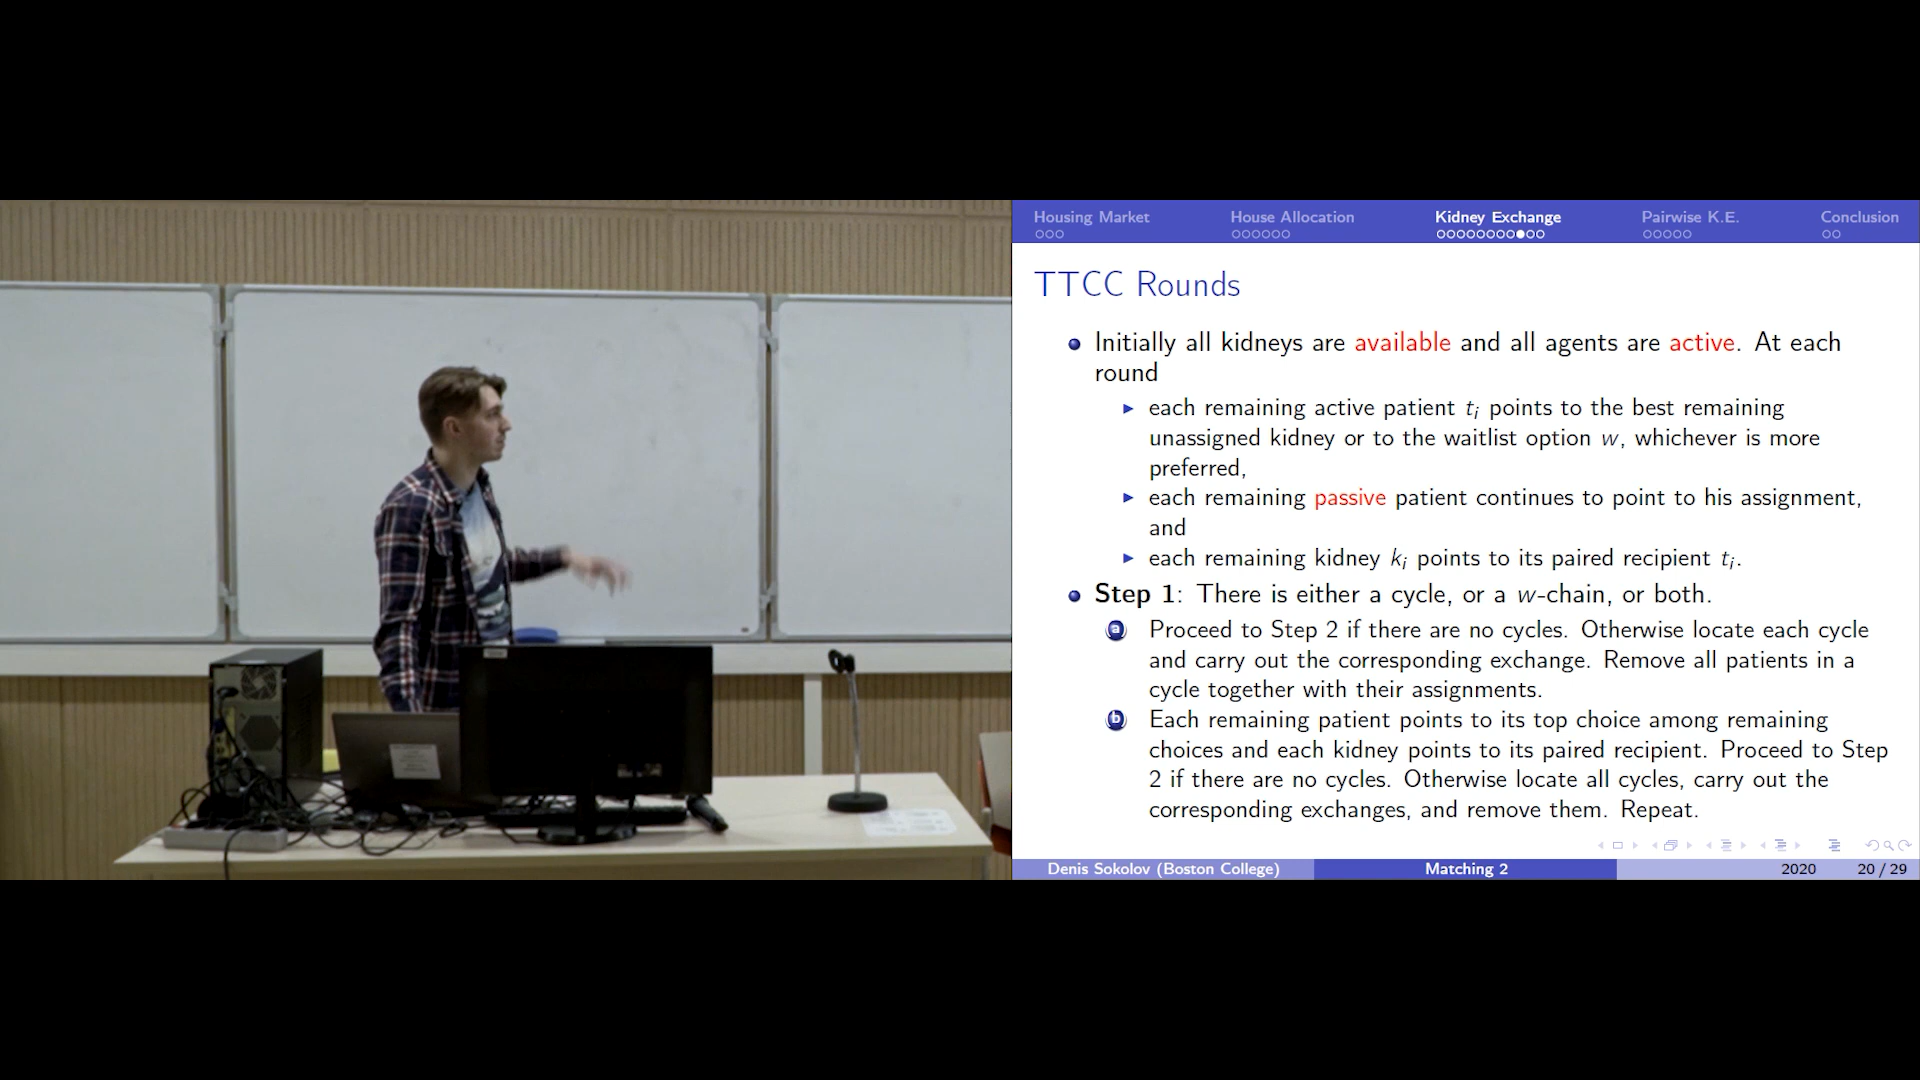 Housing Market House Allocation Kidney Exchange Pairwise K.E. Conclusion
TTCC Rounds
Initially all kidneys are available and all agents are active. At each
round
each remaining active patient tᵢ points to the best remaining
unassigned kidney or to the waitlist option w, whichever is more
preferred,
each remaining passive patient continues to point to his assignment,
and
each remaining kidney kᵢ points to its paired recipient tᵢ.
Step 1: There is either a cycle, or a w-chain, or both.
a Proceed to Step 2 if there are no cycles. Otherwise locate each cycle
and carry out the corresponding exchange. Remove all patients in a
cycle together with their assignments.
b Each remaining patient points to its top choice among remaining
choices and each kidney points to its paired recipient. Proceed to Step
2 if there are no cycles. Otherwise locate all cycles, carry out the
corresponding exchanges, and remove them. Repeat.
Denis Sokolov (Boston College) Matching 2 2020 20 / 29